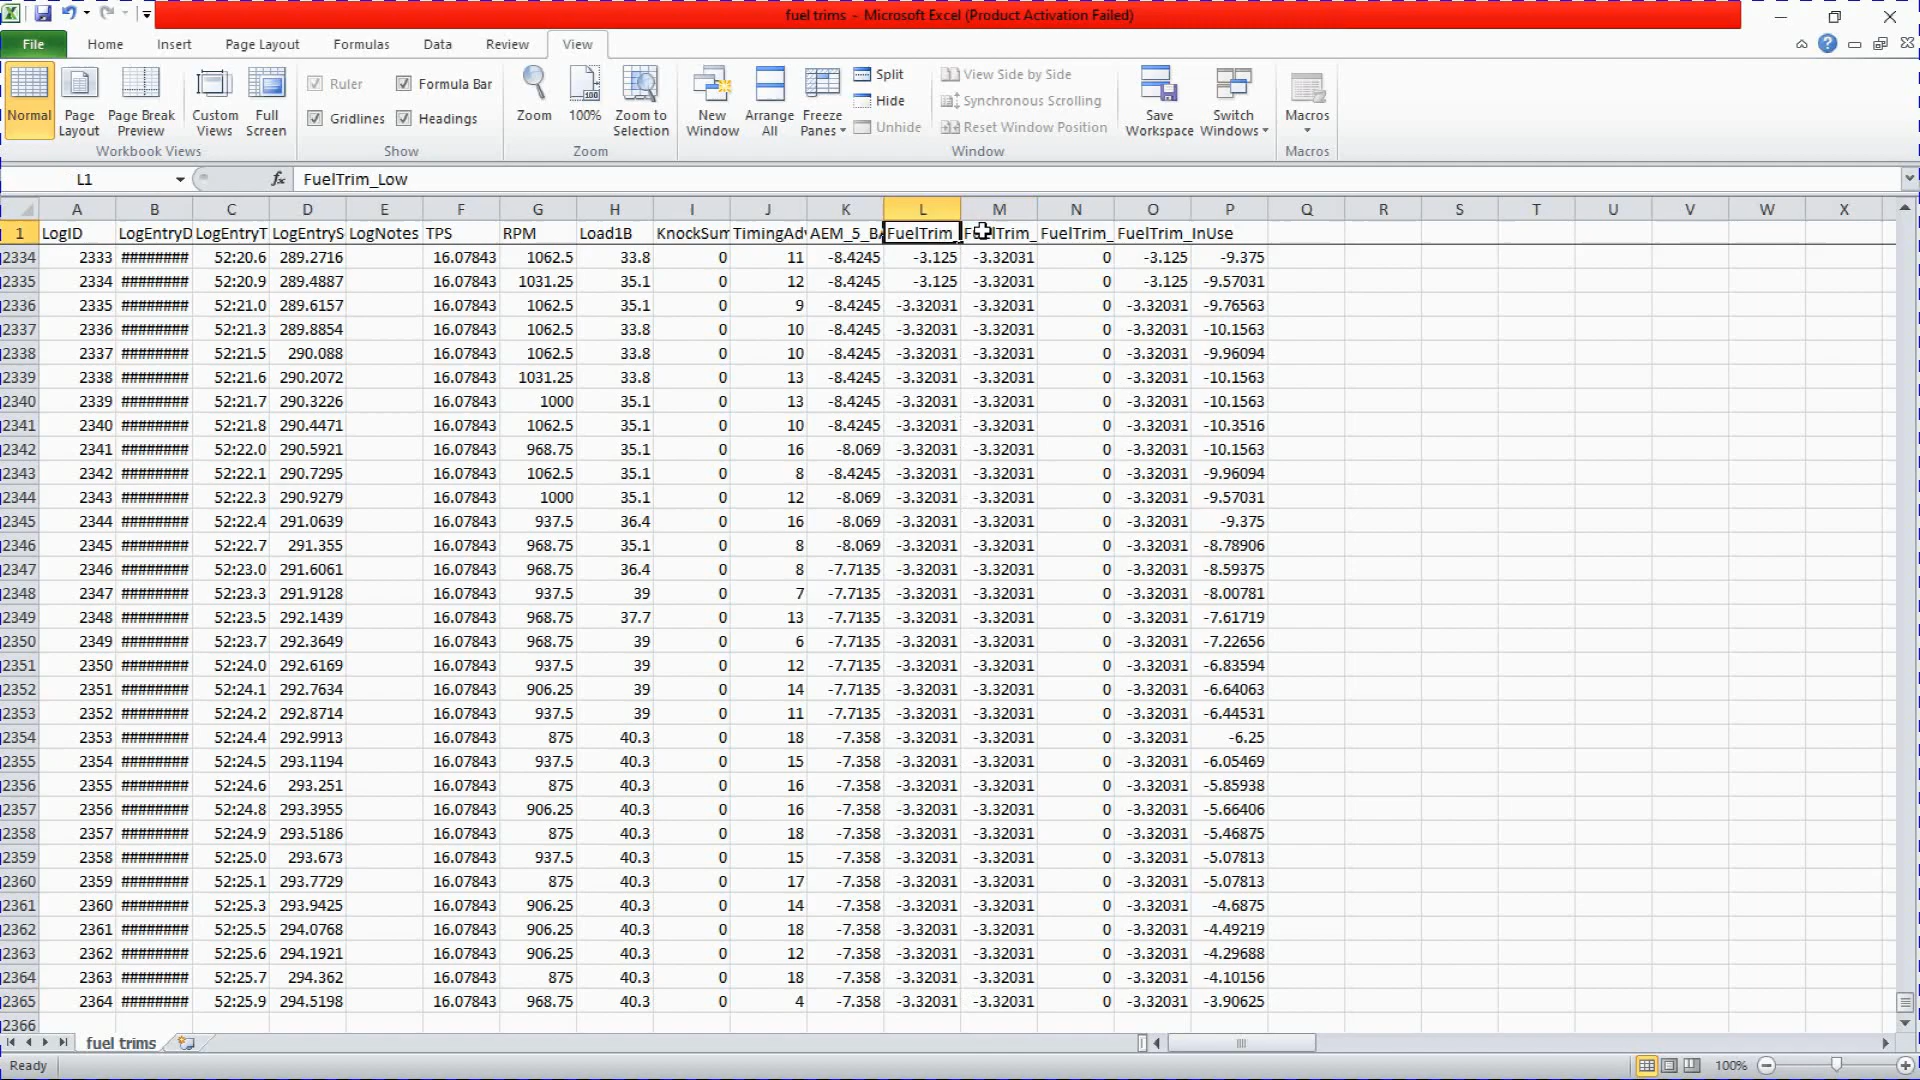 fuel trims - Microsoft Excel (Product Activation Failed)
File Home Insert Page Layout Formulas Data Review View
Normal Page Layout Page Break Preview Custom Views Full Screen
Workbook Views
Ruler Formula Bar
Gridlines Headings
Show
Zoom 100% Zoom to Selection
Zoom
New Window Arrange All Freeze Panes
Split
Hide
Unhide
View Side by Side
Synchronous Scrolling
Reset Window Position
Window
Save Workspace Switch Windows
Macros
Macros
L1 fx FuelTrim_Low
A B C D E F G H I J K L M N O P Q R S T U V W X
1 LogID LogEntryD LogEntryT LogEntryS LogNotes TPS RPM Load1B KnockSum TimingAdv AEM_5_BA FuelTrim_ FuelTrim_ FuelTrim_ FuelTrim_InUse
2334 2333 ######## 52:20.6 289.2716 16.07843 1062.5 33.8 0 11 -8.4245 -3.125 -3.32031 0 -3.125 -9.375
2335 2334 ######## 52:20.9 289.4887 16.07843 1031.25 35.1 0 12 -8.4245 -3.125 -3.32031 0 -3.125 -9.57031
2336 2335 ######## 52:21.0 289.6157 16.07843 1062.5 35.1 0 9 -8.4245 -3.32031 -3.32031 0 -3.32031 -9.76563
2337 2336 ######## 52:21.3 289.8854 16.07843 1062.5 33.8 0 10 -8.4245 -3.32031 -3.32031 0 -3.32031 -10.1563
2338 2337 ######## 52:21.5 290.088 16.07843 1062.5 33.8 0 10 -8.4245 -3.32031 -3.32031 0 -3.32031 -9.96094
2339 2338 ######## 52:21.6 290.2072 16.07843 1031.25 33.8 0 13 -8.4245 -3.32031 -3.32031 0 -3.32031 -10.1563
2340 2339 ######## 52:21.7 290.3226 16.07843 1000 35.1 0 13 -8.4245 -3.32031 -3.32031 0 -3.32031 -10.1563
2341 2340 ######## 52:21.8 290.4471 16.07843 1062.5 35.1 0 10 -8.4245 -3.32031 -3.32031 0 -3.32031 -10.3516
2342 2341 ######## 52:22.0 290.5921 16.07843 968.75 35.1 0 16 -8.069 -3.32031 -3.32031 0 -3.32031 -10.1563
2343 2342 ######## 52:22.1 290.7295 16.07843 1062.5 35.1 0 8 -8.4245 -3.32031 -3.32031 0 -3.32031 -9.96094
2344 2343 ######## 52:22.3 290.9279 16.07843 1000 35.1 0 12 -8.069 -3.32031 -3.32031 0 -3.32031 -9.57031
2345 2344 ######## 52:22.4 291.0639 16.07843 937.5 36.4 0 16 -8.069 -3.32031 -3.32031 0 -3.32031 -9.375
2346 2345 ######## 52:22.7 291.355 16.07843 968.75 35.1 0 8 -8.069 -3.32031 -3.32031 0 -3.32031 -8.78906
2347 2346 ######## 52:23.0 291.6061 16.07843 968.75 36.4 0 8 -7.7135 -3.32031 -3.32031 0 -3.32031 -8.59375
2348 2347 ######## 52:23.3 291.9128 16.07843 937.5 39 0 7 -7.7135 -3.32031 -3.32031 0 -3.32031 -8.00781
2349 2348 ######## 52:23.5 292.1439 16.07843 968.75 37.7 0 13 -7.7135 -3.32031 -3.32031 0 -3.32031 -7.61719
2350 2349 ######## 52:23.7 292.3649 16.07843 968.75 39 0 6 -7.7135 -3.32031 -3.32031 0 -3.32031 -7.22656
2351 2350 ######## 52:24.0 292.6169 16.07843 937.5 39 0 12 -7.7135 -3.32031 -3.32031 0 -3.32031 -6.83594
2352 2351 ######## 52:24.1 292.7634 16.07843 906.25 39 0 14 -7.7135 -3.32031 -3.32031 0 -3.32031 -6.64063
2353 2352 ######## 52:24.2 292.8714 16.07843 937.5 39 0 11 -7.7135 -3.32031 -3.32031 0 -3.32031 -6.44531
2354 2353 ######## 52:24.4 292.9913 16.07843 875 40.3 0 18 -7.358 -3.32031 -3.32031 0 -3.32031 -6.25
2355 2354 ######## 52:24.5 293.1194 16.07843 937.5 40.3 0 15 -7.358 -3.32031 -3.32031 0 -3.32031 -6.05469
2356 2355 ######## 52:24.6 293.251 16.07843 875 40.3 0 16 -7.358 -3.32031 -3.32031 0 -3.32031 -5.85938
2357 2356 ######## 52:24.8 293.3955 16.07843 906.25 40.3 0 16 -7.358 -3.32031 -3.32031 0 -3.32031 -5.66406
2358 2357 ######## 52:24.9 293.5186 16.07843 875 40.3 0 18 -7.358 -3.32031 -3.32031 0 -3.32031 -5.46875
2359 2358 ######## 52:25.0 293.673 16.07843 937.5 40.3 0 15 -7.358 -3.32031 -3.32031 0 -3.32031 -5.07813
2360 2359 ######## 52:25.1 293.7729 16.07843 875 40.3 0 17 -7.358 -3.32031 -3.32031 0 -3.32031 -5.07813
2361 2360 ######## 52:25.3 293.9425 16.07843 906.25 40.3 0 14 -7.358 -3.32031 -3.32031 0 -3.32031 -4.6875
2362 2361 ######## 52:25.5 294.0768 16.07843 906.25 40.3 0 18 -7.358 -3.32031 -3.32031 0 -3.32031 -4.49219
2363 2362 ######## 52:25.6 294.1921 16.07843 906.25 40.3 0 12 -7.358 -3.32031 -3.32031 0 -3.32031 -4.29688
2364 2363 ######## 52:25.7 294.362 16.07843 875 40.3 0 18 -7.358 -3.32031 -3.32031 0 -3.32031 -4.10156
2365 2364 ######## 52:25.9 294.5198 16.07843 968.75 40.3 0 4 -7.358 -3.32031 -3.32031 0 -3.32031 -3.90625
2366
fuel trims
Ready 100%